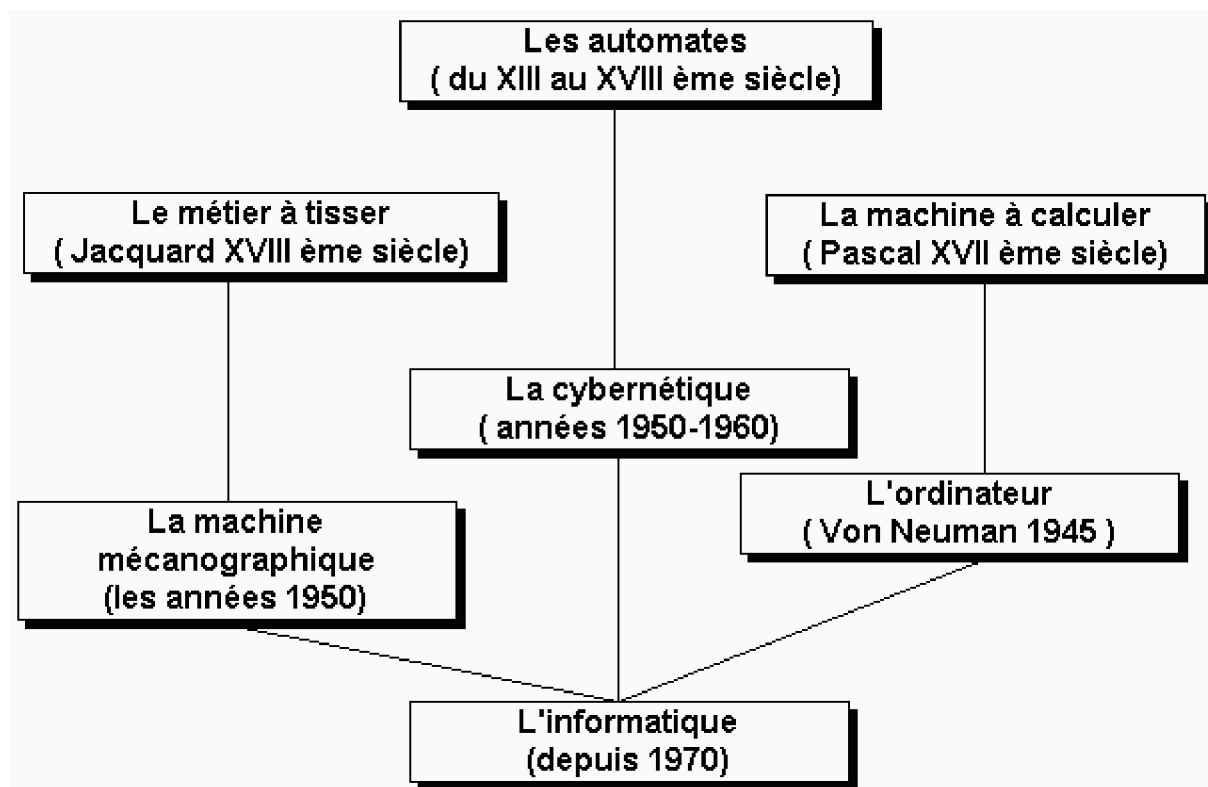 Les automates
( du XIII au XVIII ème siècle)
Le métier à tisser
( Jacquard XVIII ème siècle)
La machine à calculer
( Pascal XVII ème siècle)
La cybernétique
( années 1950-1960)
L'ordinateur
( Von Neuman 1945 )
La machine
mécanographique
(les années 1950)
L'informatique
(depuis 1970)